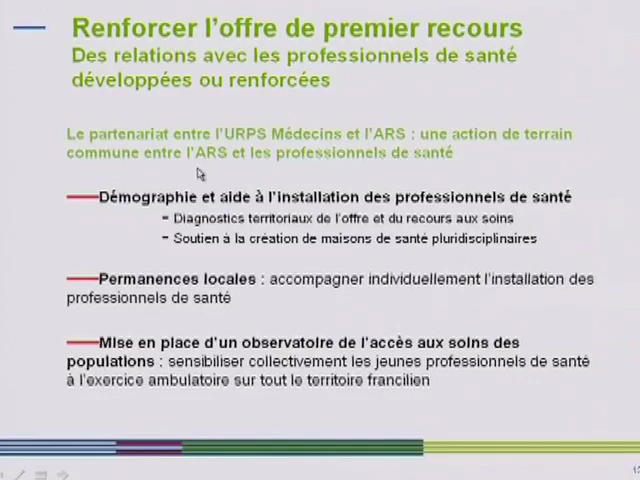 Renforcer l'offre de premier recours
Des relations avec les professionnels de santé
développées ou renforcées
Le partenariat entre l'URPS Médecins et l'ARS : une action de terrain
commune entre l'ARS et les professionnels de santé
Démographie et aide à l'installation des professionnels de santé
- Diagnostics territoriaux de l'offre et du recours aux soins
- Soutien à la création de maisons de santé pluridisciplinaires
Permanences locales : accompagner individuellement l'installation des
professionnels de santé
Mise en place d'un observatoire de l'accès aux soins des
populations : sensibiliser collectivement les jeunes professionnels de santé
à l'exercice ambulatoire sur tout le territoire francilien